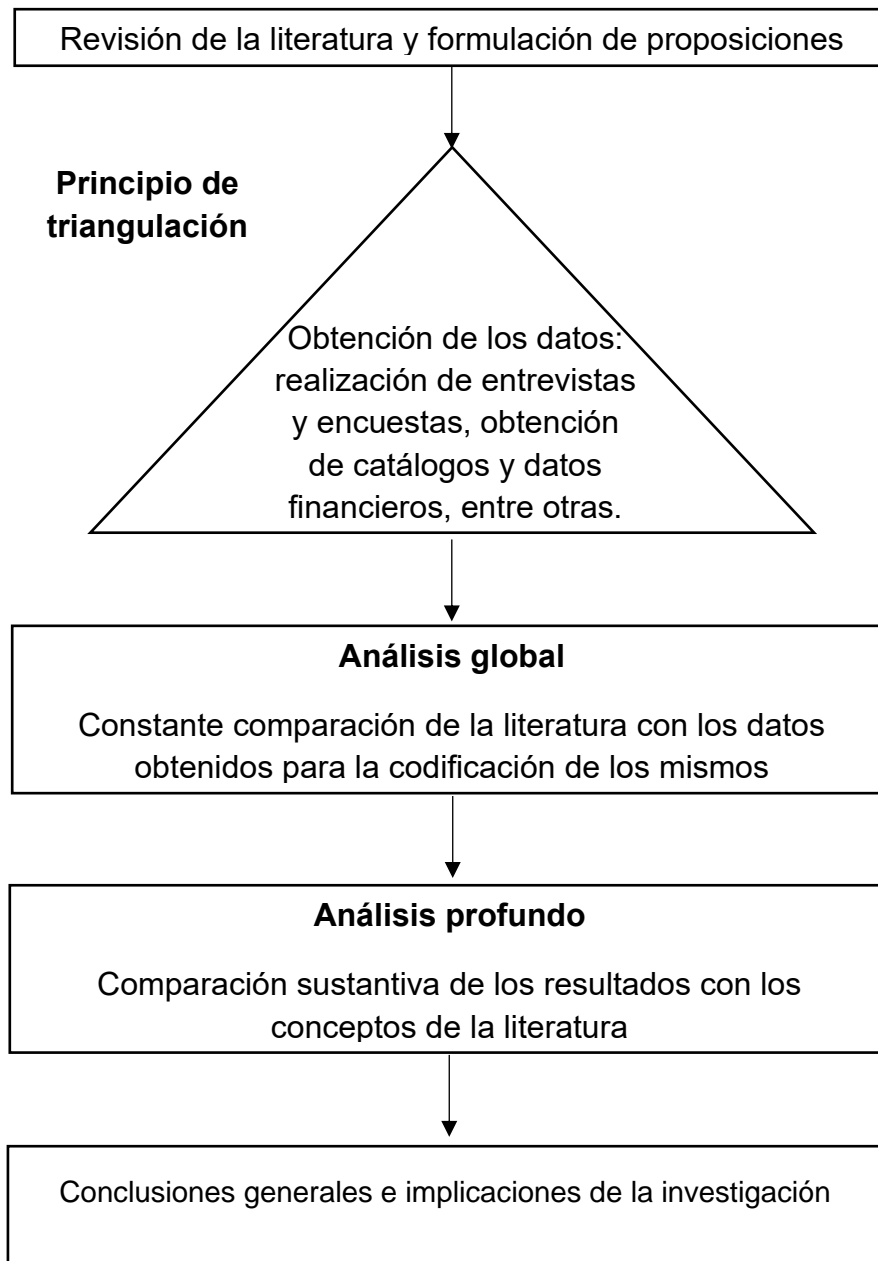 Revisión de la literatura y formulación de proposiciones
Principio de
triangulación
Obtención de los datos:
realización de entrevistas
y encuestas, obtención
de catálogos y datos
financieros, entre otras.
Análisis global
Constante comparación de la literatura con los datos
obtenidos para la codificación de los mismos
Análisis profundo
Comparación sustantiva de los resultados con los
conceptos de la literatura
Conclusiones generales e implicaciones de la investigación